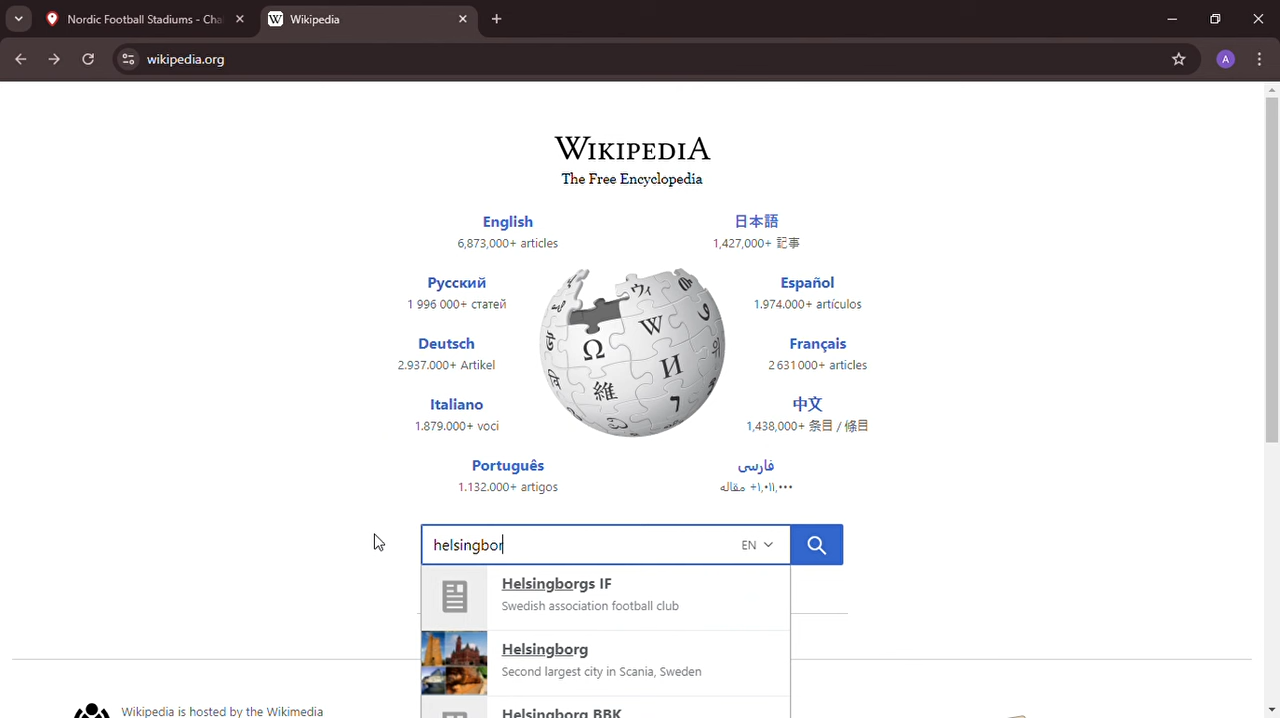 Nordic Football Stadiums - Cha
Wikipedia
wikipedia.org
A
WIKIPEDIA
The Free Encyclopedia
English
6,873,000+ articles
日本語
1,427,000+ 記事
Русский
1 996 000+ статей
Español
1.974.000+ artículos
Deutsch
2.937.000+ Artikel
Français
2 631 000+ articles
Italiano
1.879.000+ voci
中文
1,438,000+ 条目 / 條目
Português
1.132.000+ artigos
فارسی
۱٬۰۱۱٬۰۰۰+ مقاله
helsingbor
EN
Helsingborgs IF
Swedish association football club
Helsingborg
Second largest city in Scania, Sweden
Helsingborg BBK
Wikipedia is hosted by the Wikimedia